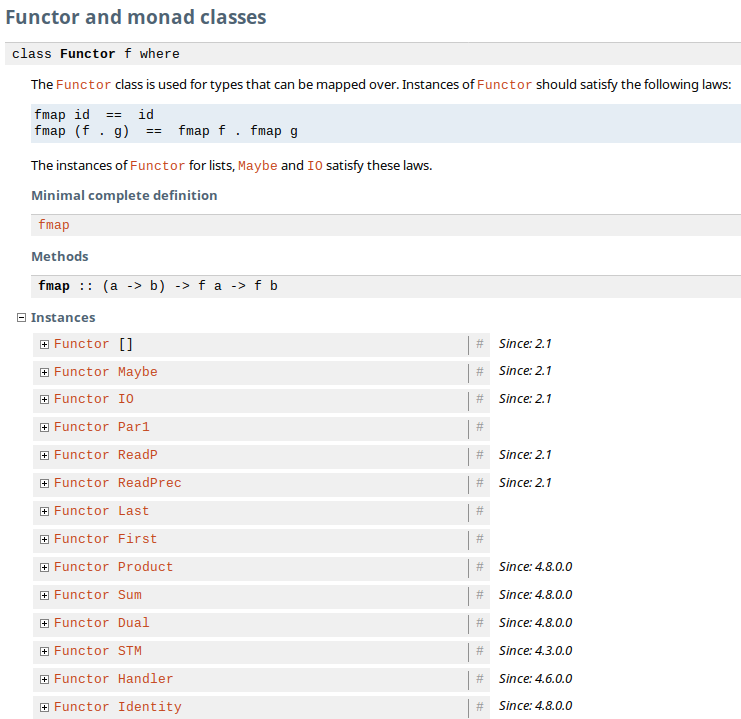 Functor and monad classes
class Functor f where
The Functor class is used for types that can be mapped over. Instances of Functor should satisfy the following laws:
fmap id  ==  id
fmap (f . g)  ==  fmap f . fmap g
The instances of Functor for lists, Maybe and IO satisfy these laws.
Minimal complete definition
fmap
Methods
fmap :: (a -> b) -> f a -> f b
Instances
Functor [] # Since: 2.1
Functor Maybe # Since: 2.1
Functor IO # Since: 2.1
Functor Par1 #
Functor ReadP # Since: 2.1
Functor ReadPrec # Since: 2.1
Functor Last #
Functor First #
Functor Product # Since: 4.8.0.0
Functor Sum # Since: 4.8.0.0
Functor Dual # Since: 4.8.0.0
Functor STM # Since: 4.3.0.0
Functor Handler # Since: 4.6.0.0
Functor Identity # Since: 4.8.0.0